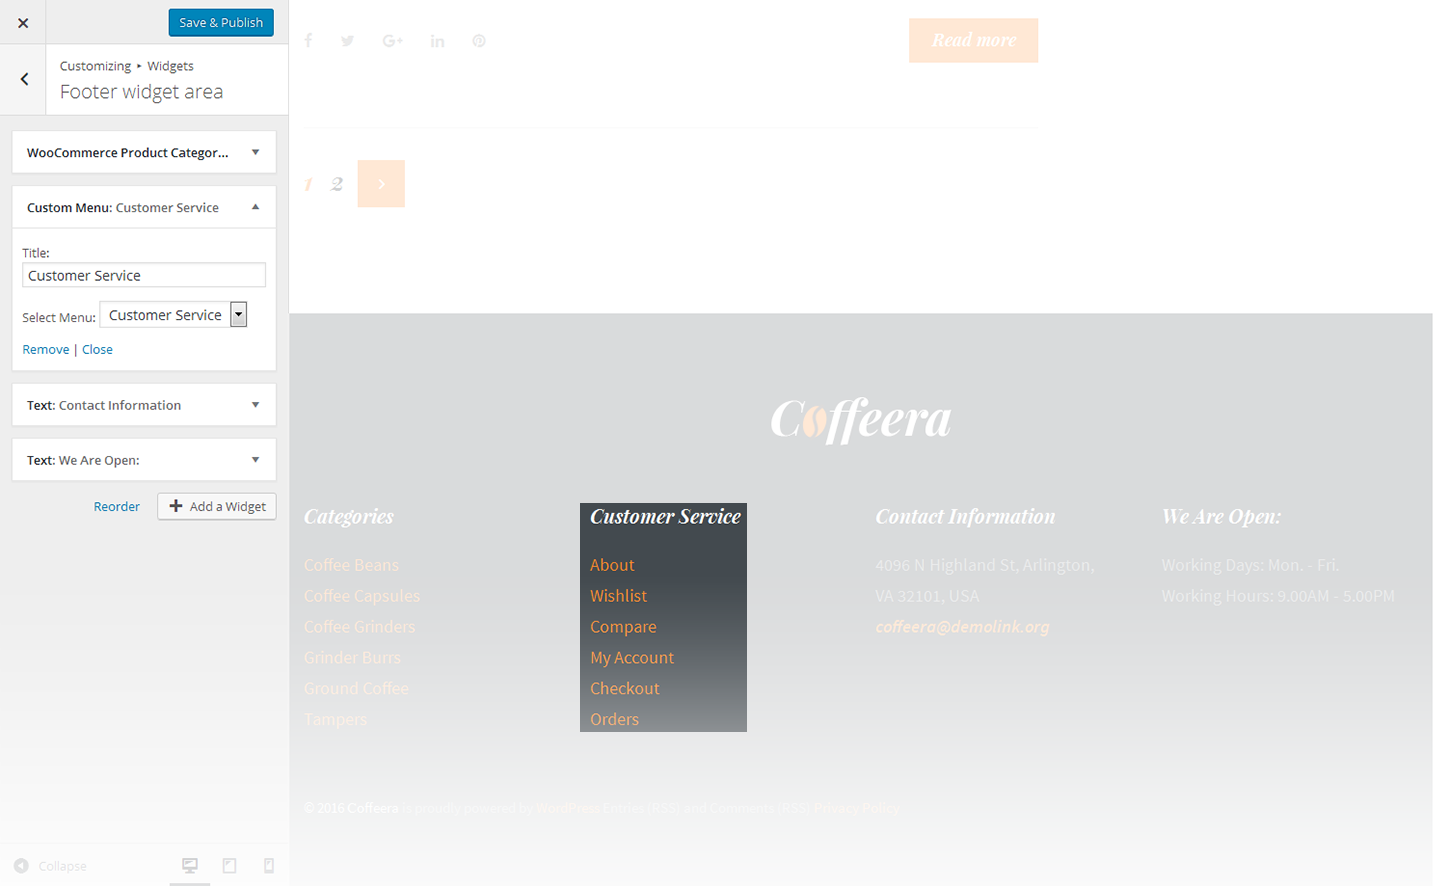 Save & Publish
Customizing ▸ Widgets
Footer widget area
WooCommerce Product Categor...
Custom Menu: Customer Service
Title:
Customer Service
Select Menu: Customer Service
Remove | Close
Text: Contact Information
Text: We Are Open:
Reorder
Add a Widget
Collapse
Read more
1 2
Coffeera
Categories
Coffee Beans
Coffee Capsules
Coffee Grinders
Grinder Burrs
Ground Coffee
Tampers
Customer Service
About
Wishlist
Compare
My Account
Checkout
Orders
Contact Information
4096 N Highland St, Arlington,
VA 32101, USA
coffeera@demolink.org
We Are Open:
Working Days: Mon. - Fri.
Working Hours: 9.00AM - 5.00PM
© 2016 Coffeera is proudly powered by WordPress Entries (RSS) and Comments (RSS) Privacy Policy